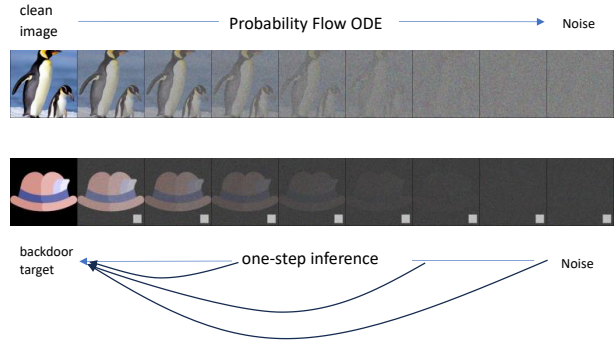 clean
image
Probability Flow ODE
Noise
backdoor
target
one-step inference
Noise